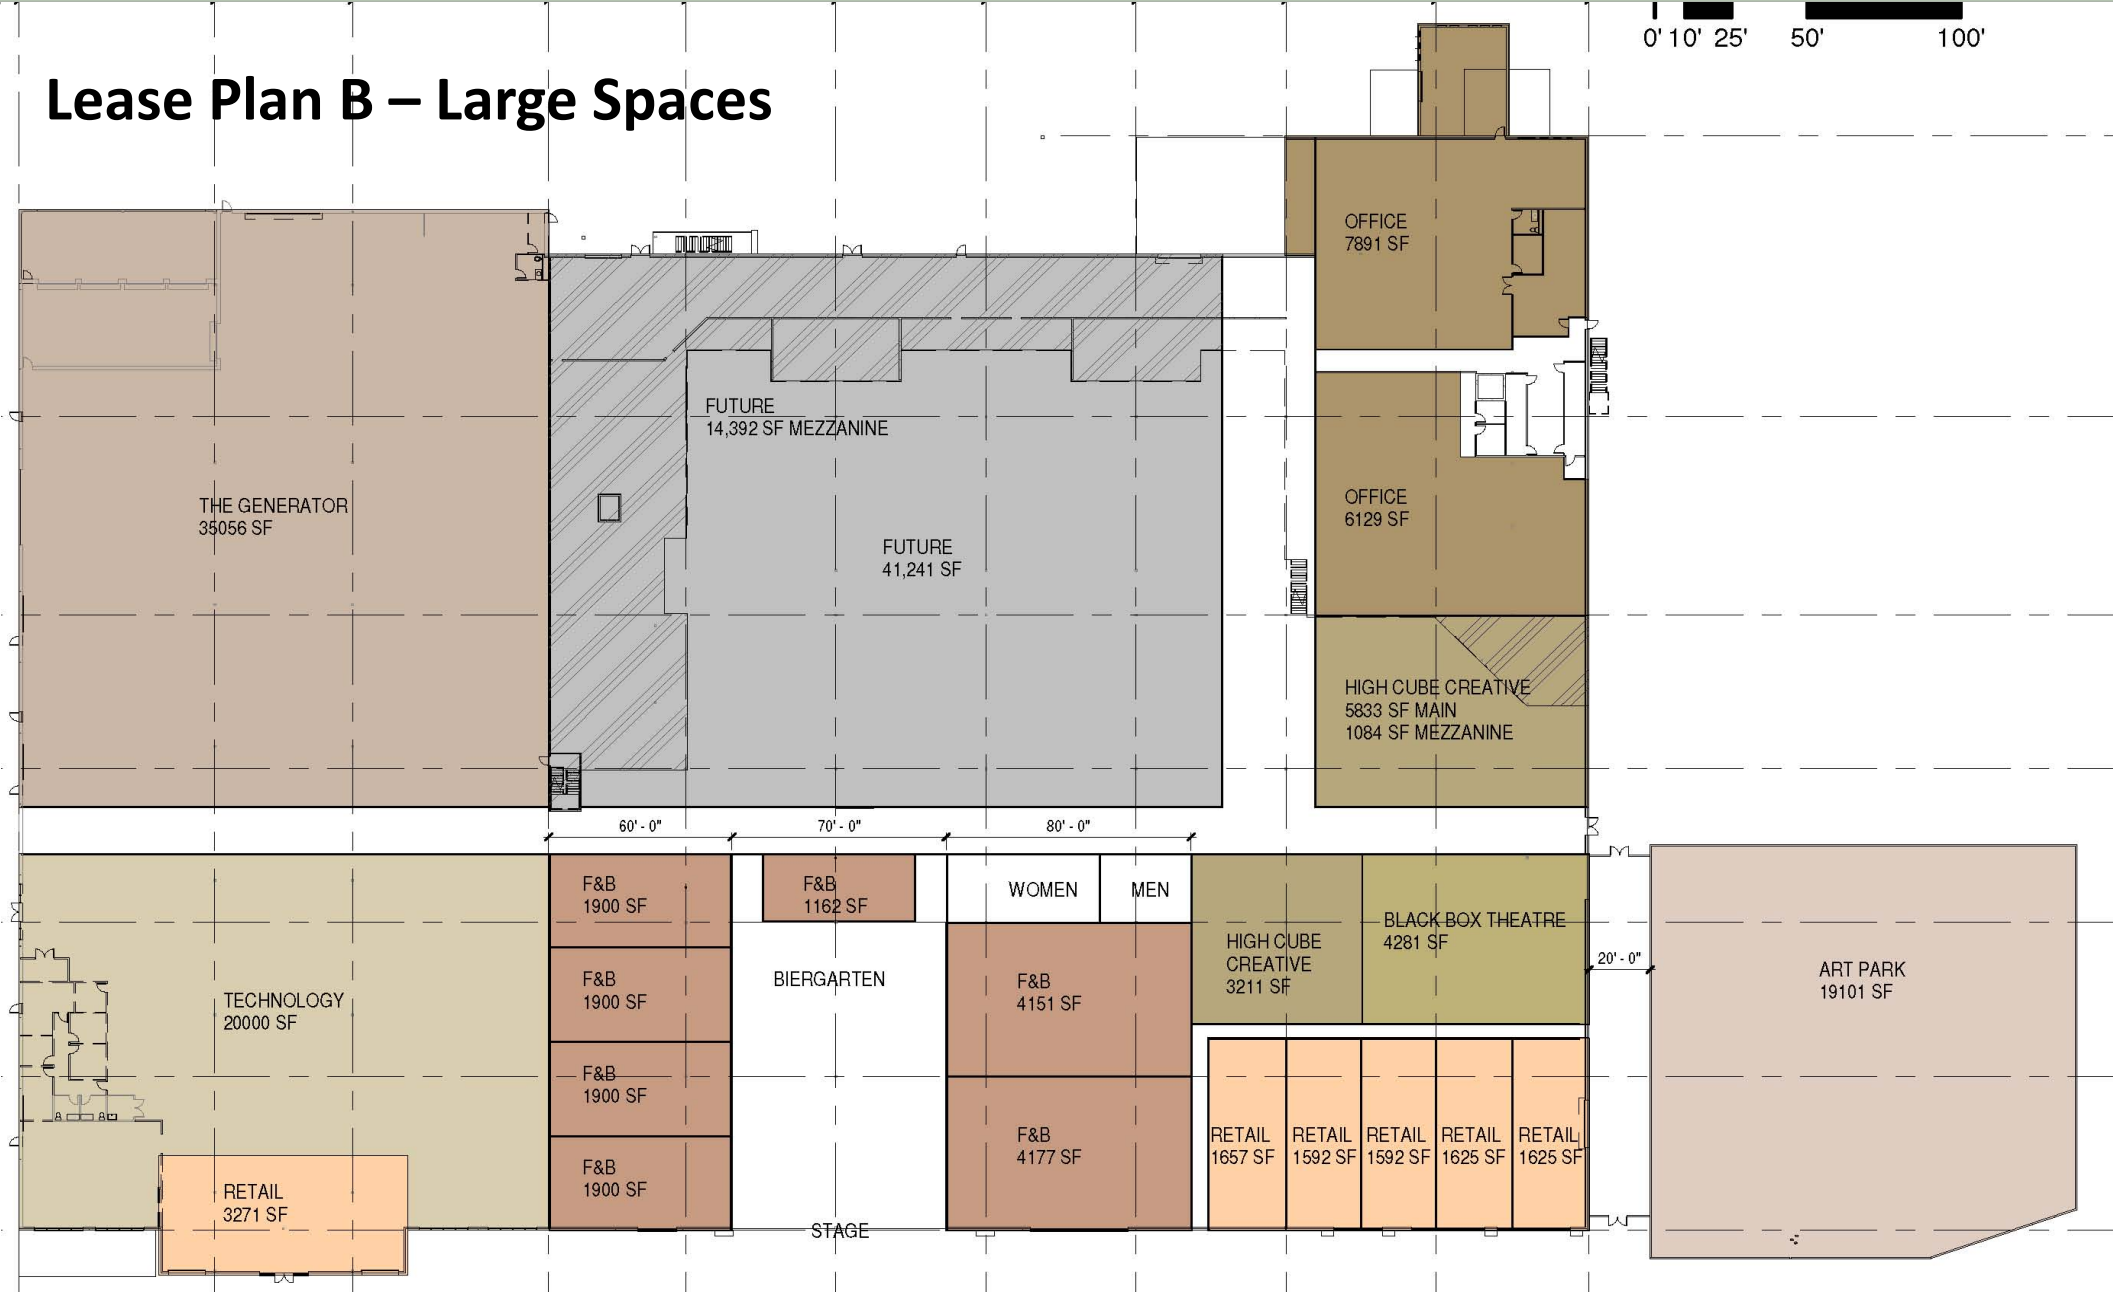 0' 10' 25' 50' 100'
Lease Plan B – Large Spaces
OFFICE
7891 SF
FUTURE
14,392 SF MEZZANINE
THE GENERATOR
35056 SF
FUTURE
41,241 SF
OFFICE
6129 SF
HIGH CUBE CREATIVE
5833 SF MAIN
1084 SF MEZZANINE
60' - 0"
70' - 0"
80' - 0"
F&B
1900 SF
F&B
1162 SF
WOMEN
MEN
F&B
1900 SF
BIERGARTEN
F&B
4151 SF
HIGH CUBE
CREATIVE
3211 SF
BLACK BOX THEATRE
4281 SF
20' - 0"
ART PARK
19101 SF
TECHNOLOGY
20000 SF
F&B
1900 SF
F&B
1900 SF
F&B
4177 SF
RETAIL
1657 SF
RETAIL
1592 SF
RETAIL
1592 SF
RETAIL
1625 SF
RETAIL
1625 SF
RETAIL
3271 SF
STAGE